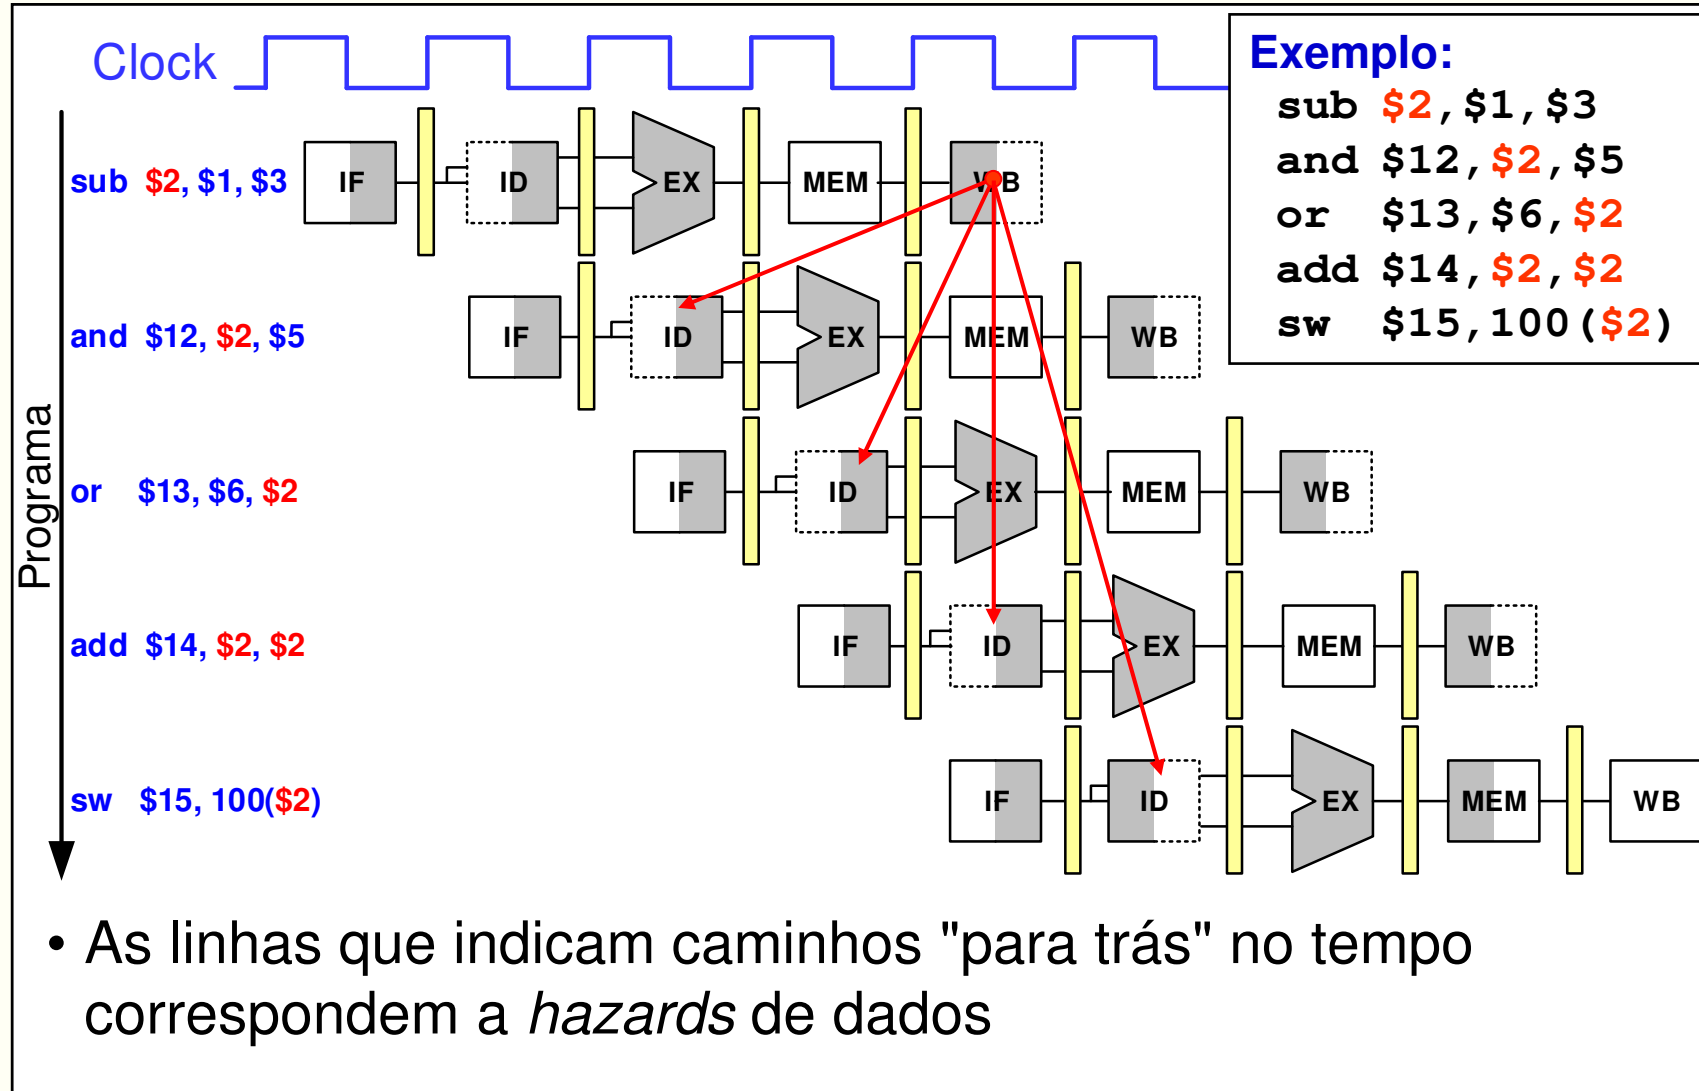 Clock
Exemplo:
sub $2,$1,$3
and $12,$2,$5
or $13,$6,$2
add $14,$2,$2
sw $15,100($2)
Programa
sub $2, $1, $3
IF ID EX MEM WB
and $12, $2, $5
IF ID EX MEM WB
or $13, $6, $2
IF ID EX MEM WB
add $14, $2, $2
IF ID EX MEM WB
sw $15, 100($2)
IF ID EX MEM WB
• As linhas que indicam caminhos "para trás" no tempo
correspondem a hazards de dados